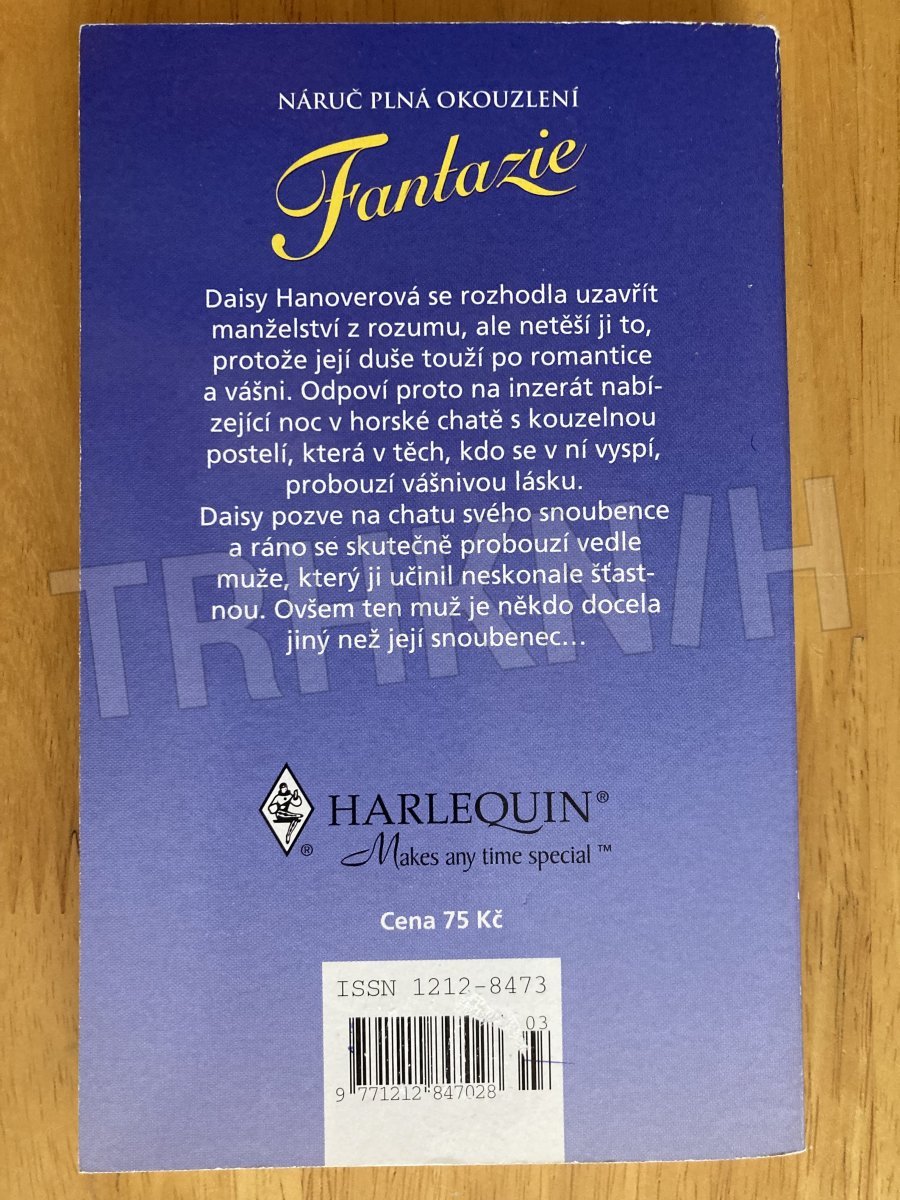 NÁRUČ PLNÁ OKOUZLENÍ
Fantazie
Daisy Hanoverová se rozhodla uzavřít
manželství z rozumu, ale netěší ji to,
protože její duše touží po romantice
a vášni. Odpoví proto na inzerát nabí-
zející noc v horské chatě s kouzelnou
postelí, která v těch, kdo se v ní vyspí,
probouzí vášnivou lásku.
Daisy pozve na chatu svého snoubence
a ráno se skutečně probouzí vedle
muže, který ji učinil neskonale šťast-
nou. Ovšem ten muž je někdo docela
jiný než její snoubenec...
TRHKNIH
HARLEQUIN®
®
Makes any time special ™
Cena 75 Kč
ISSN 1212-8473
03
9 771212 847028